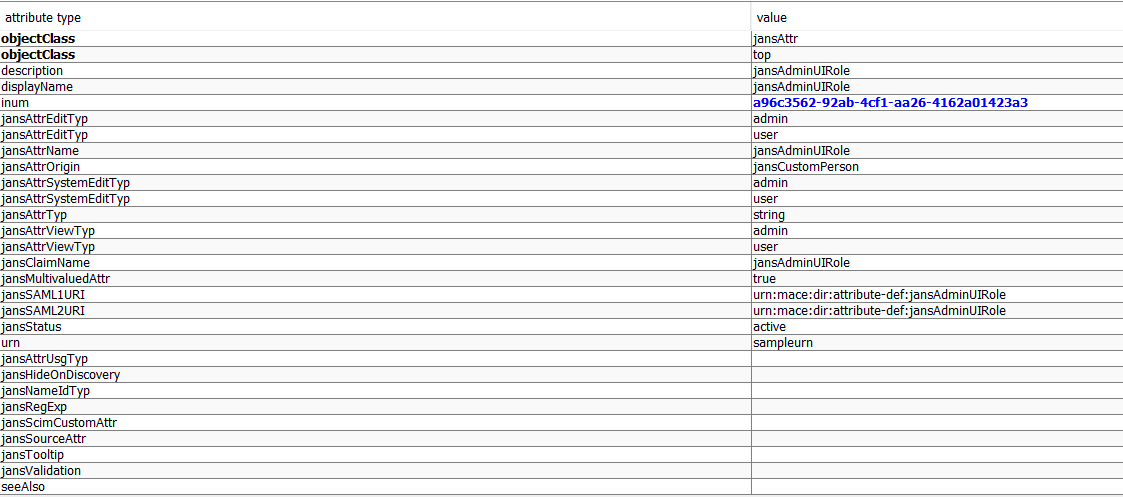 attribute type value
objectClass jansAttr
objectClass top
description jansAdminUIRole
displayName jansAdminUIRole
inum a96c3562-92ab-4cf1-aa26-4162a01423a3
jansAttrEditTyp admin
jansAttrEditTyp user
jansAttrName jansAdminUIRole
jansAttrOrigin jansCustomPerson
jansAttrSystemEditTyp admin
jansAttrSystemEditTyp user
jansAttrTyp string
jansAttrViewTyp admin
jansAttrViewTyp user
jansClaimName jansAdminUIRole
jansMultivaluedAttr true
jansSAML1URI urn:mace:dir:attribute-def:jansAdminUIRole
jansSAML2URI urn:mace:dir:attribute-def:jansAdminUIRole
jansStatus active
urn sampleurn
jansAttrUsgTyp
jansHideOnDiscovery
jansNameIdTyp
jansRegExp
jansScimCustomAttr
jansSourceAttr
jansTooltip
jansValidation
seeAlso